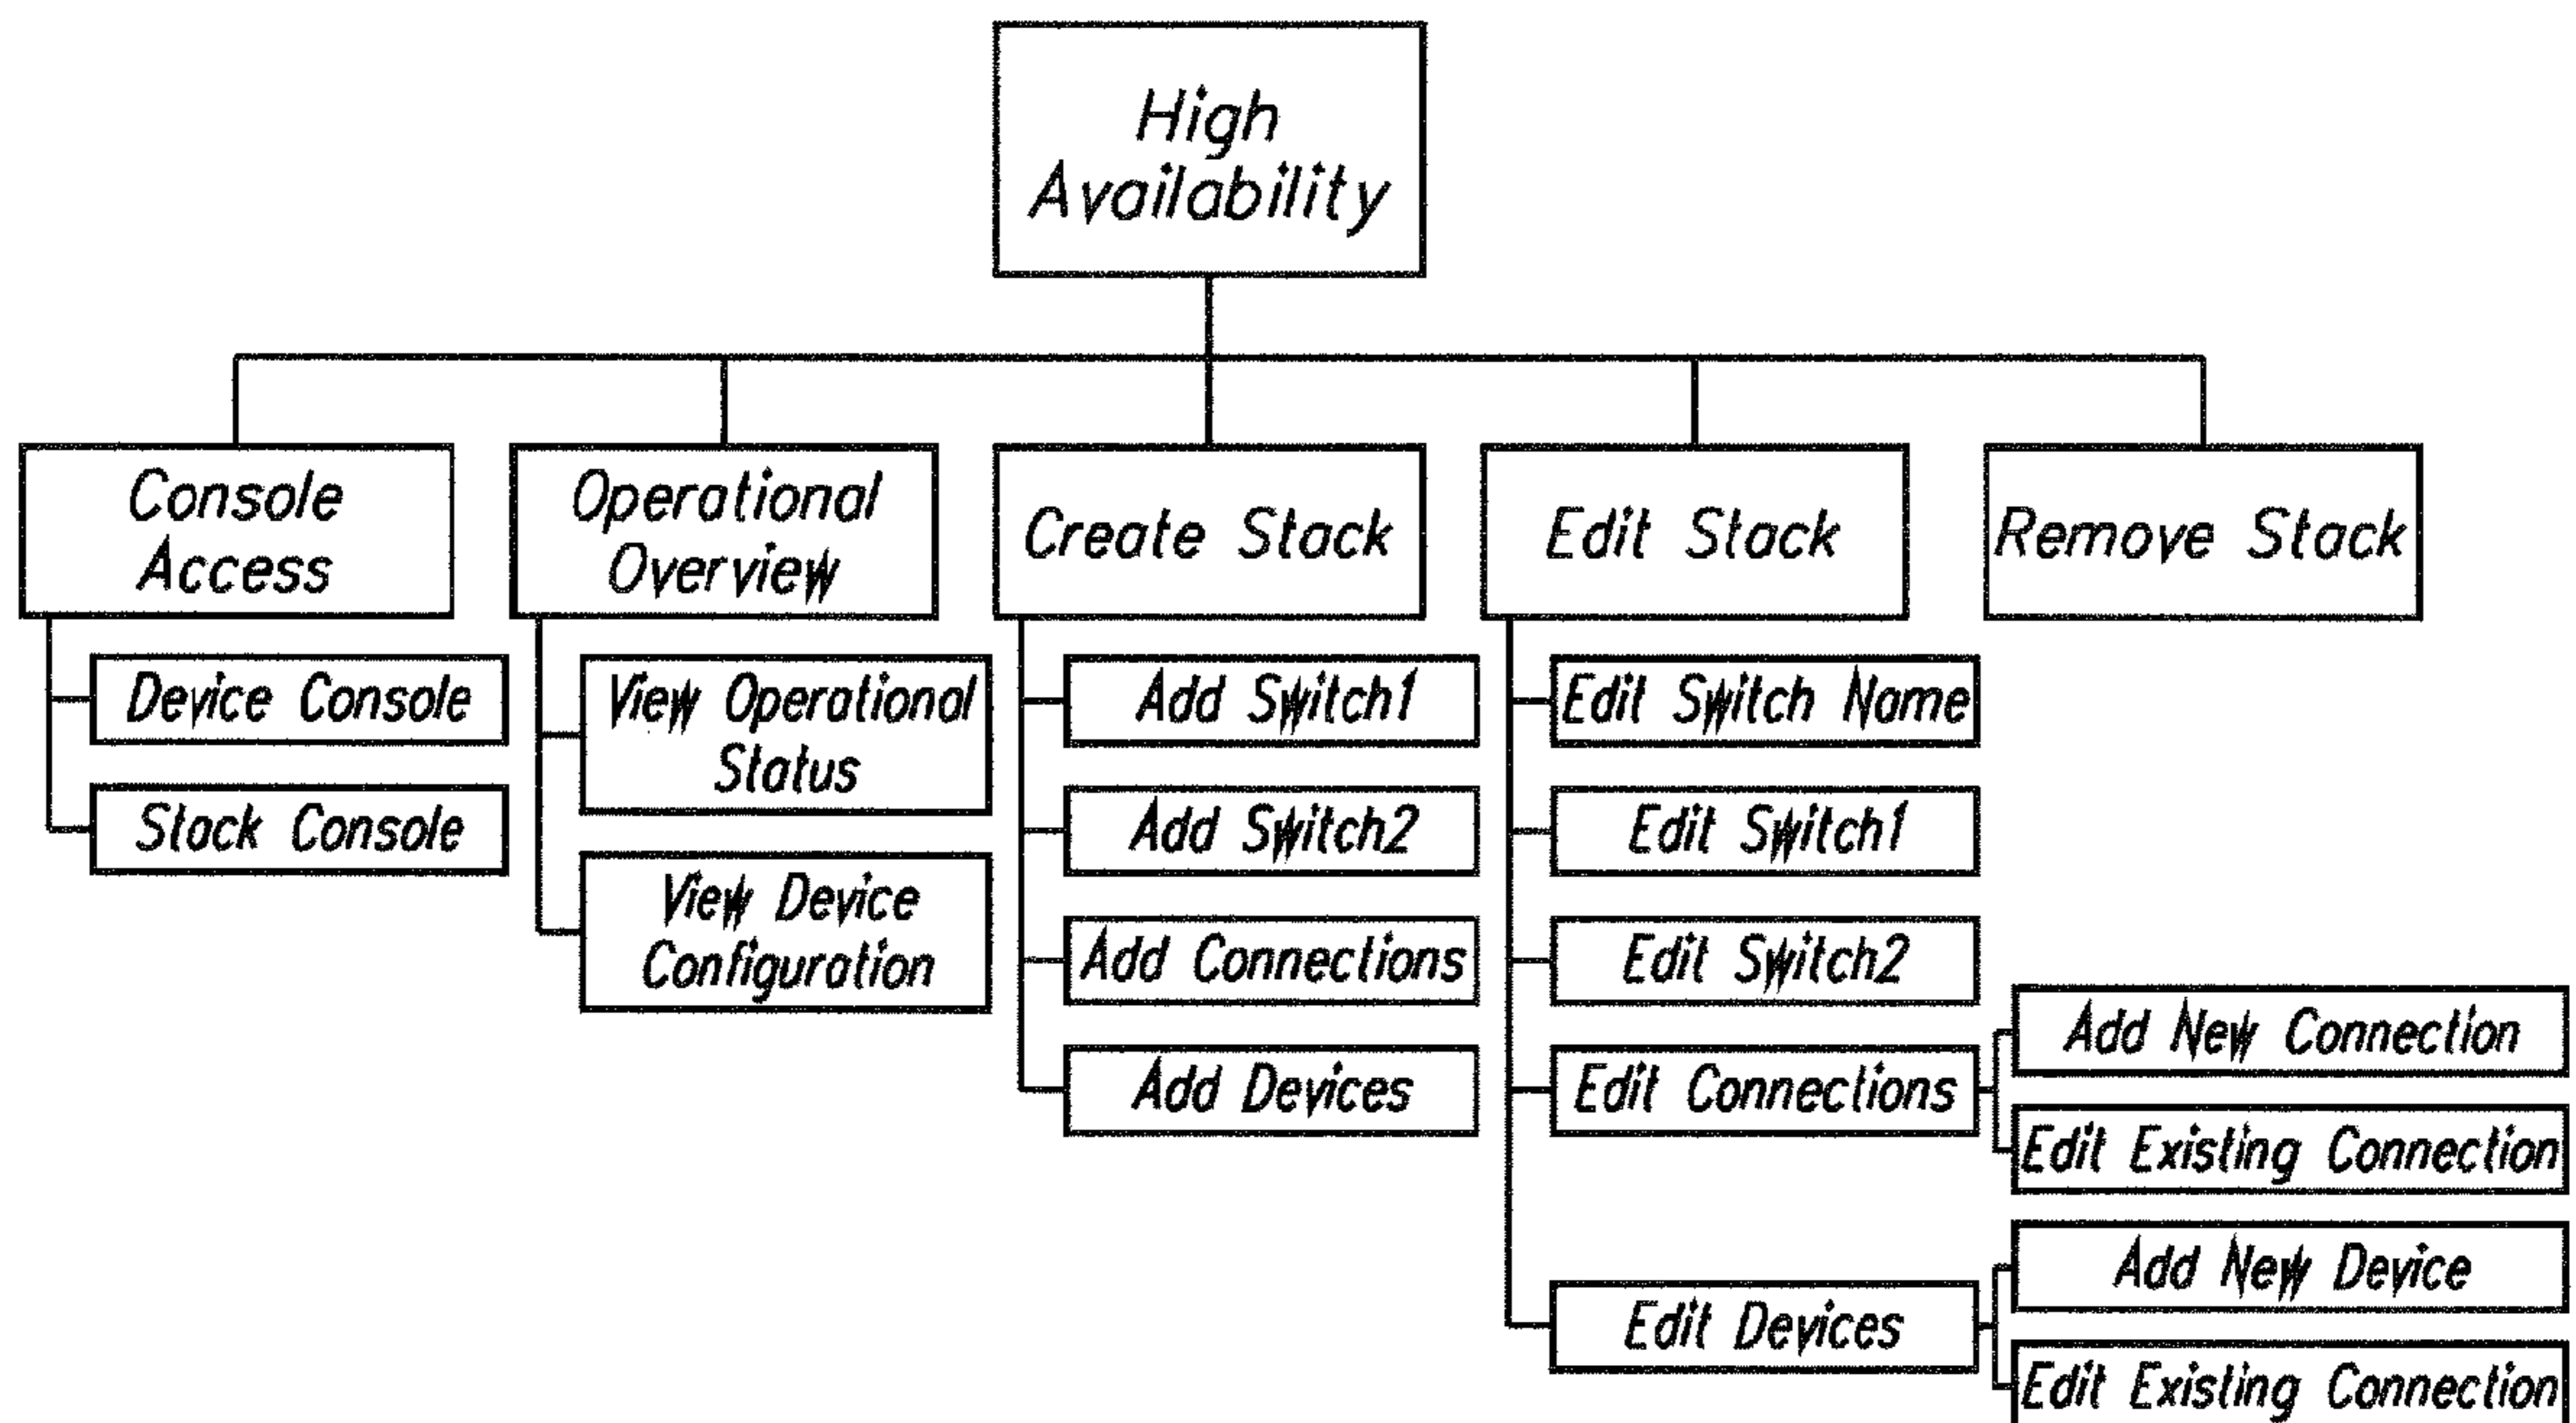 High
Availability
Console
Access
Operational
Overview
Create Stack
Edit Stack
Remove Stack
Device Console
Stack Console
View Operational
Status
View Device
Configuration
Add Switch1
Add Switch2
Add Connections
Add Devices
Edit Switch Name
Edit Switch1
Edit Switch2
Edit Connections
Add New Connection
Edit Existing Connection
Edit Devices
Add New Device
Edit Existing Connection